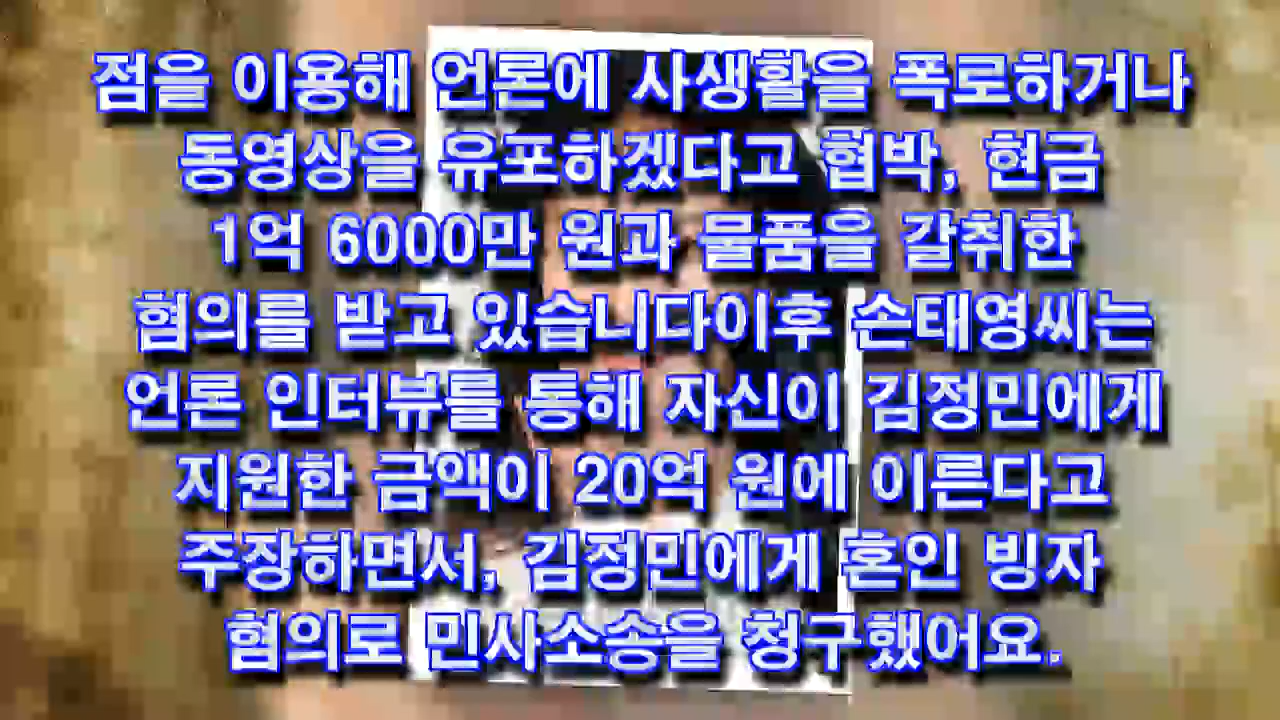 점을 이용해 언론에 사생활을 폭로하거나
동영상을 유포하겠다고 협박, 현금
1억 6000만 원과 물품을 갈취한
혐의를 받고 있습니다이후 손태영씨는
언론 인터뷰를 통해 자신이 김정민에게
지원한 금액이 20억 원에 이른다고
주장하면서, 김정민에게 혼인 빙자
혐의로 민사소송을 청구했어요.